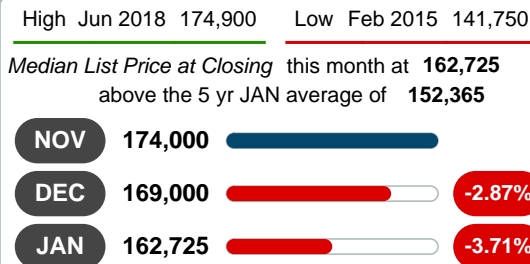 High Jun 2018 174,900 Low Feb 2015 141,750
Median List Price at Closing this month at 162,725
above the 5 yr JAN average of 152,365
NOV 174,000
DEC 169,000 -2.87%
JAN 162,725 -3.71%